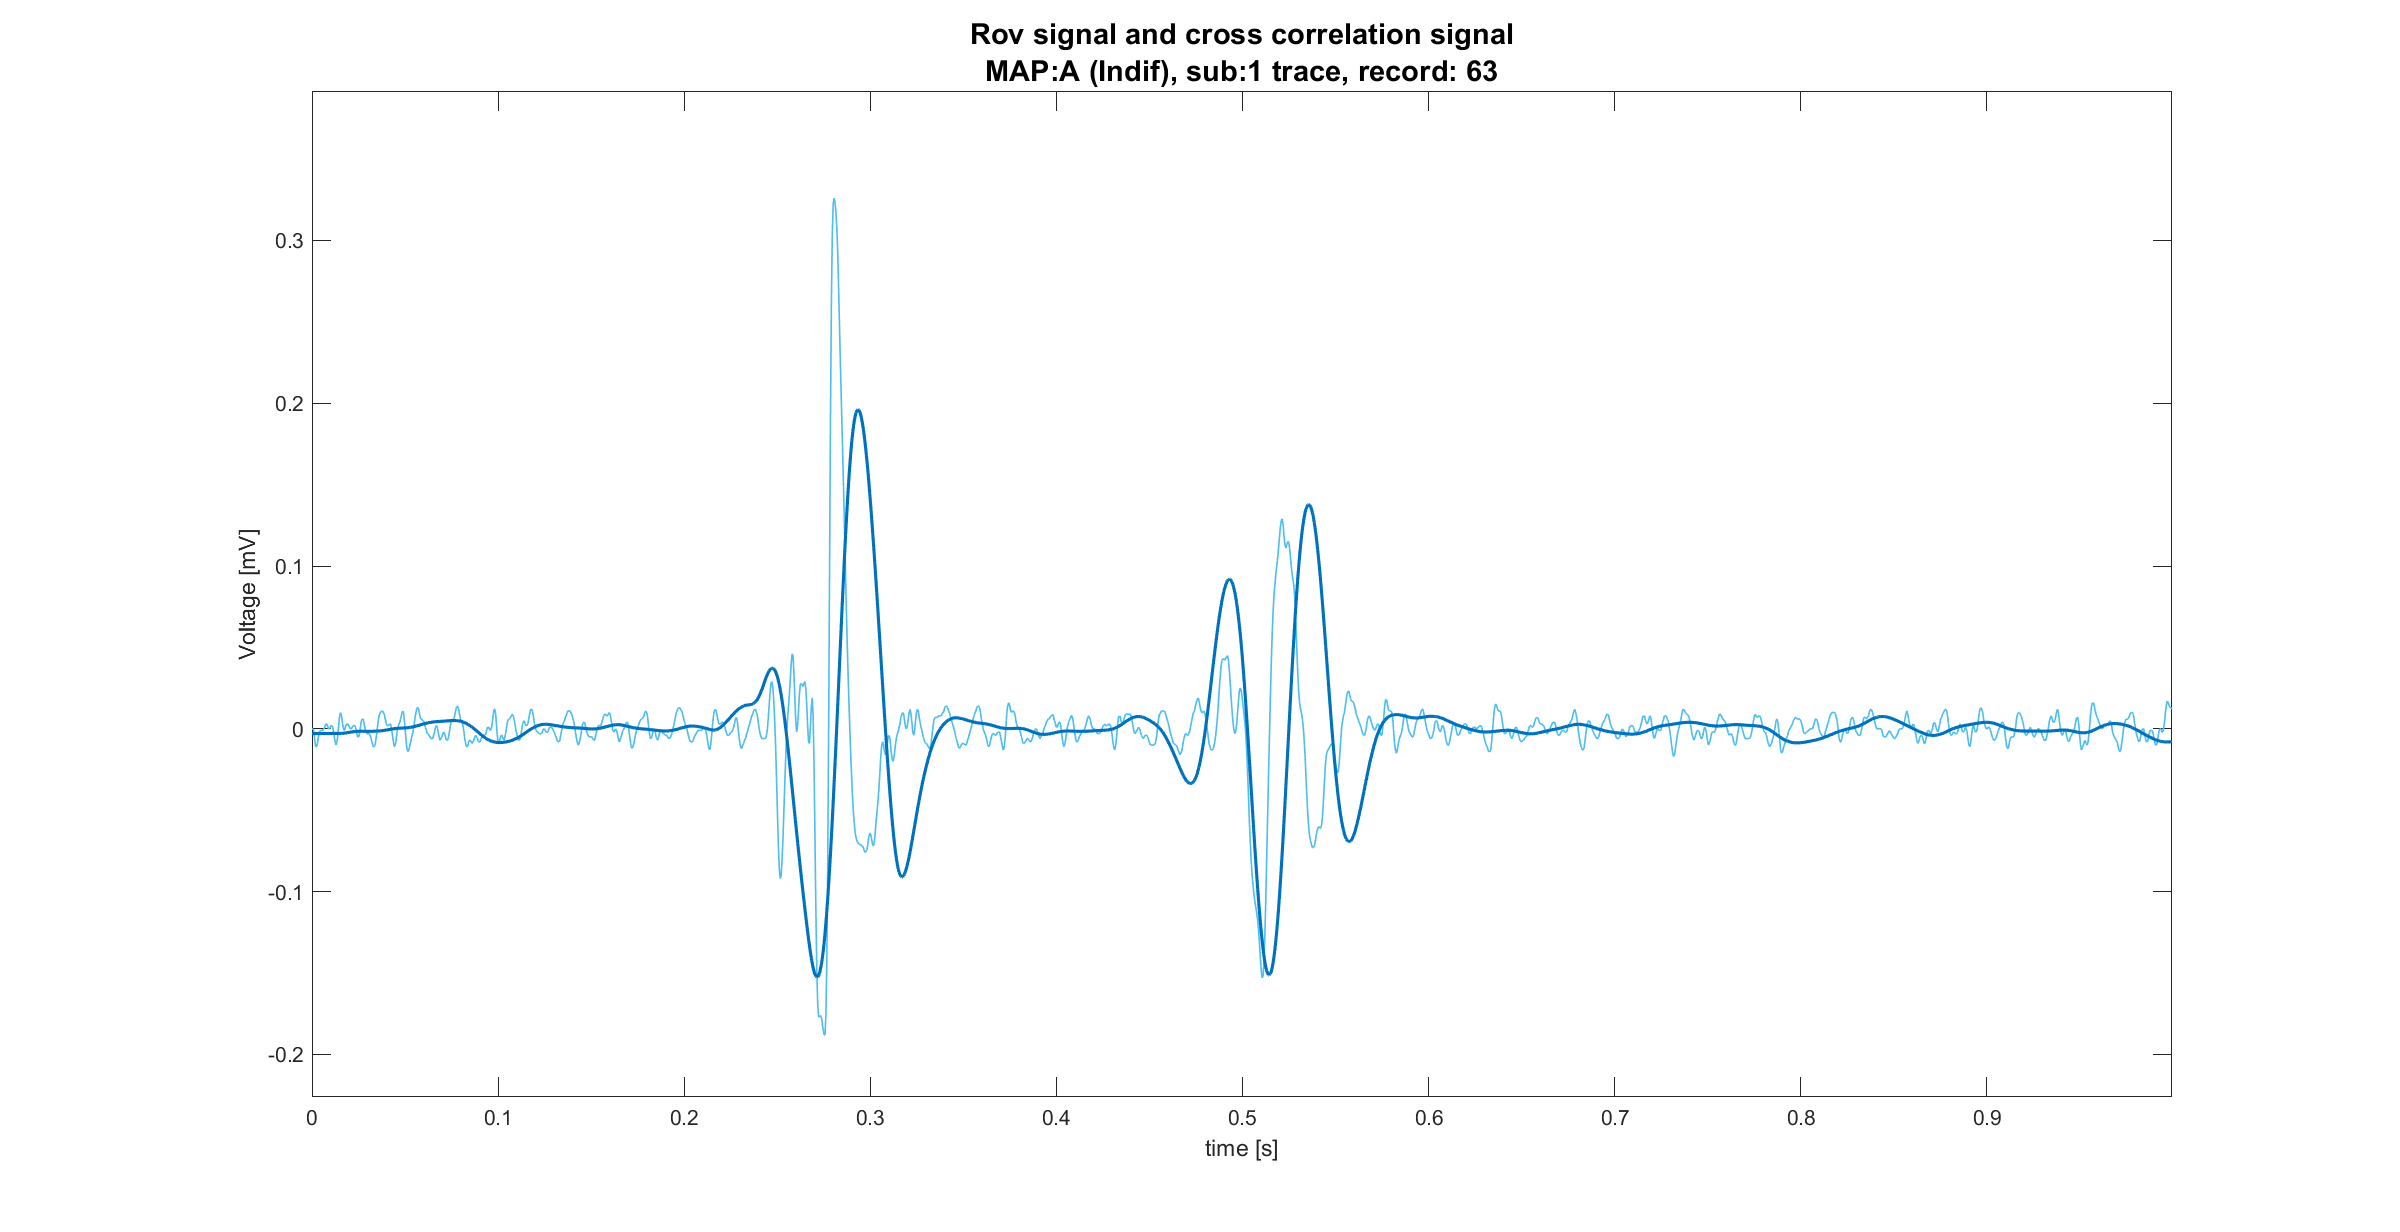 Rov signal and cross correlation signal
MAP:A (Indif), sub:1 trace, record: 63
0.3
0.2
0.1
0
-0.1
-0.2
Voltage [mV]
0 0.1 0.2 0.3 0.4 0.5 0.6 0.7 0.8 0.9
time [s]